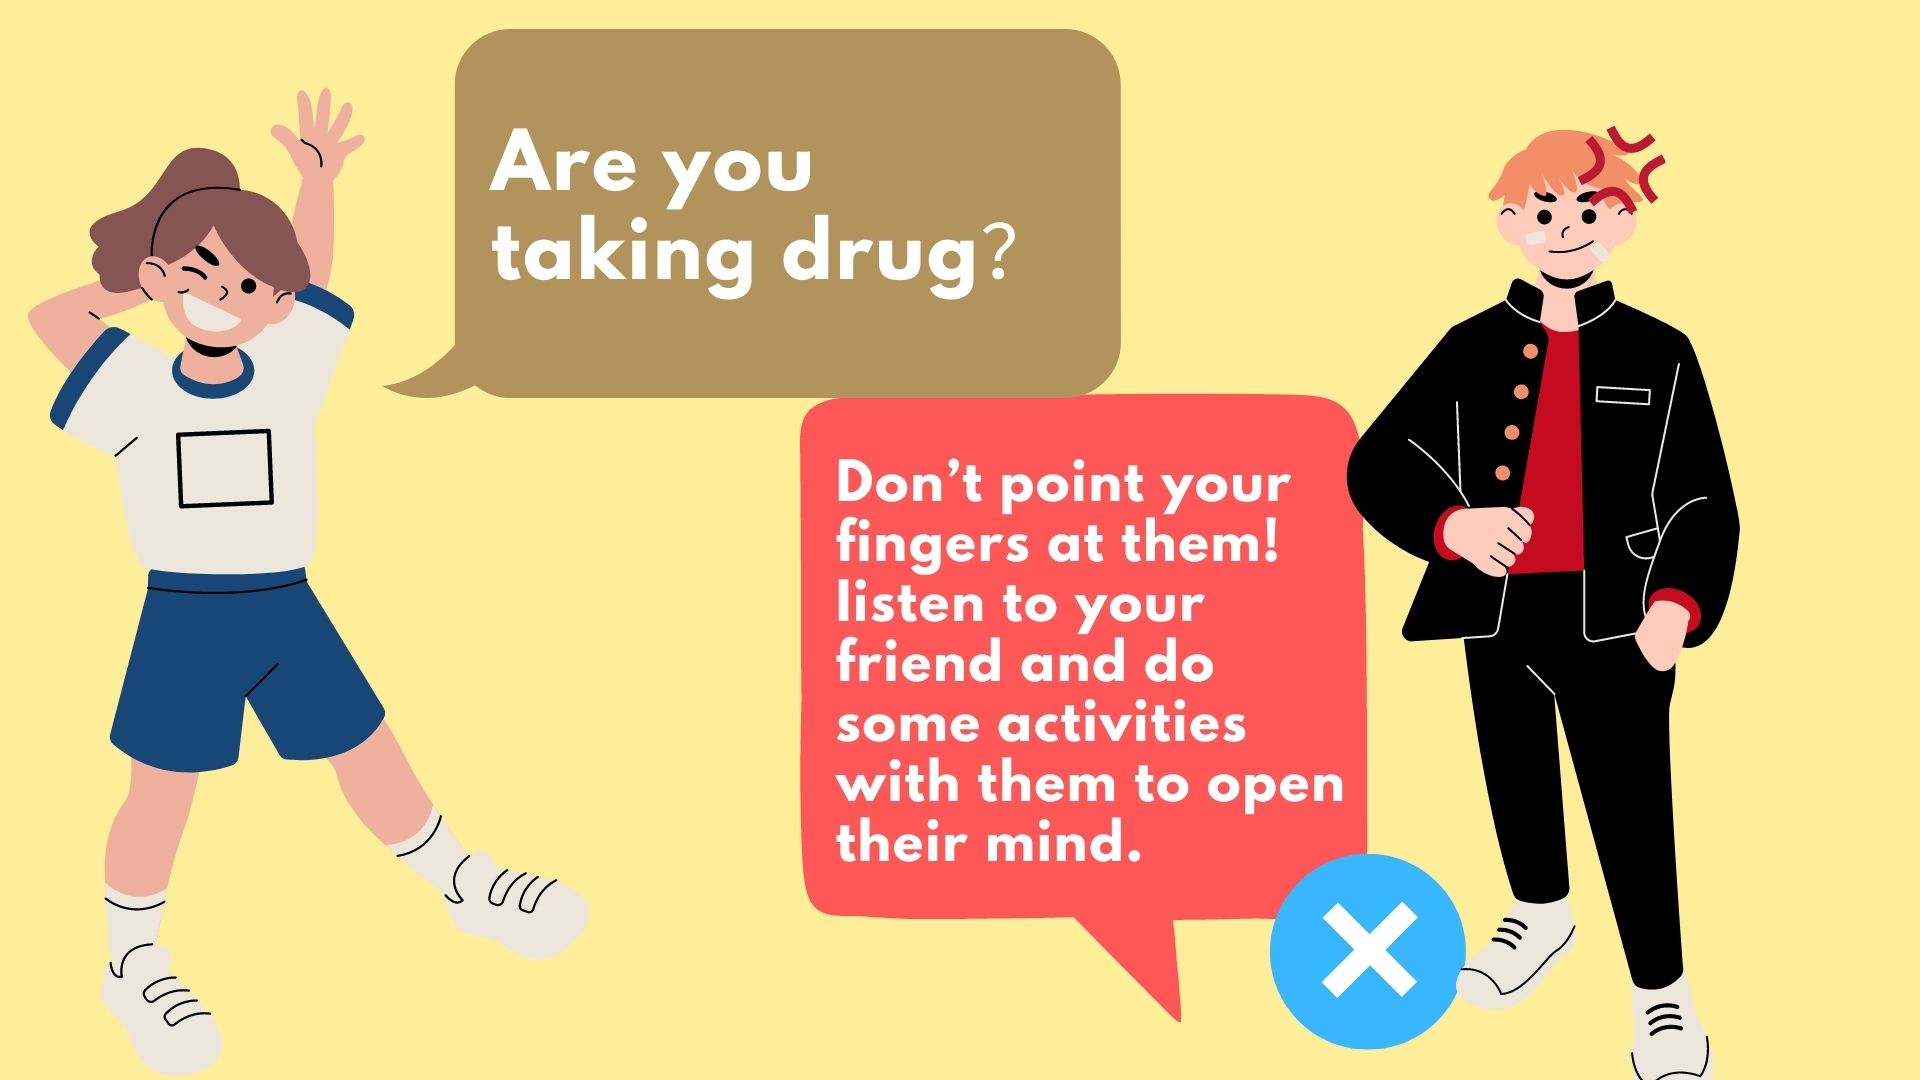 Are you
taking drug?
Don’t point your
fingers at them!
listen to your
friend and do
some activities
with them to open
their mind.